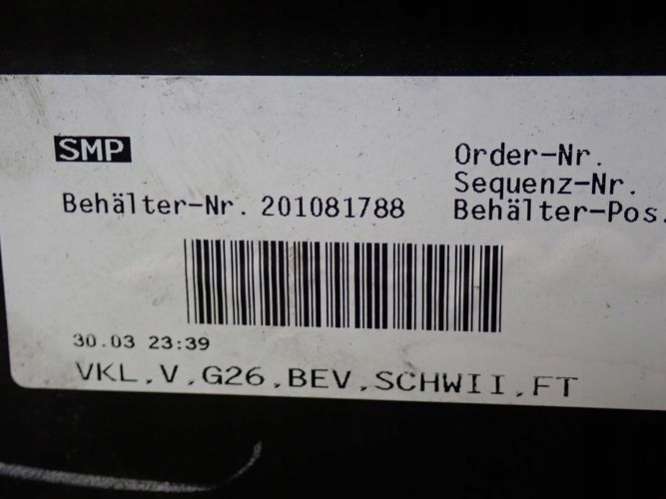 SMP
Order-Nr.
Sequenz-Nr.
Behälter-Nr. 201081788 Behälter-Pos.
30.03 23:39
VKL,V,G26,BEV,SCHWII,FT